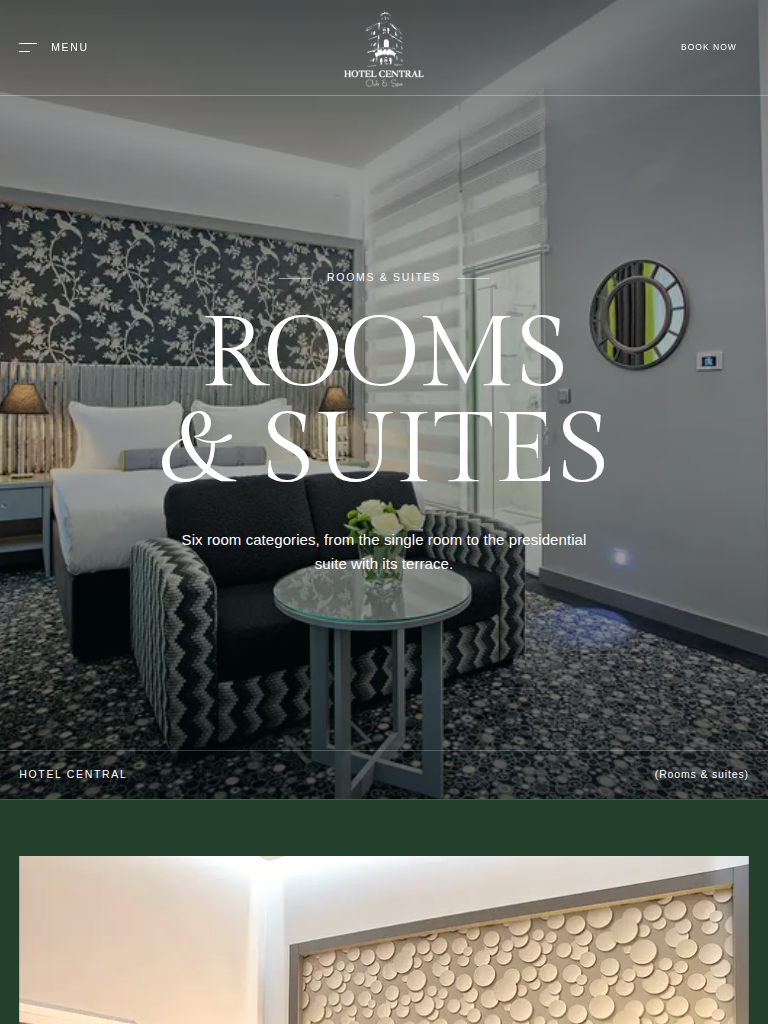 MENU
HOTEL CENTRAL
Club & Spa
BOOK NOW
ROOMS & SUITES
ROOMS
& SUITES
Six room categories, from the single room to the presidential
suite with its terrace.
HOTEL CENTRAL
(Rooms & suites)